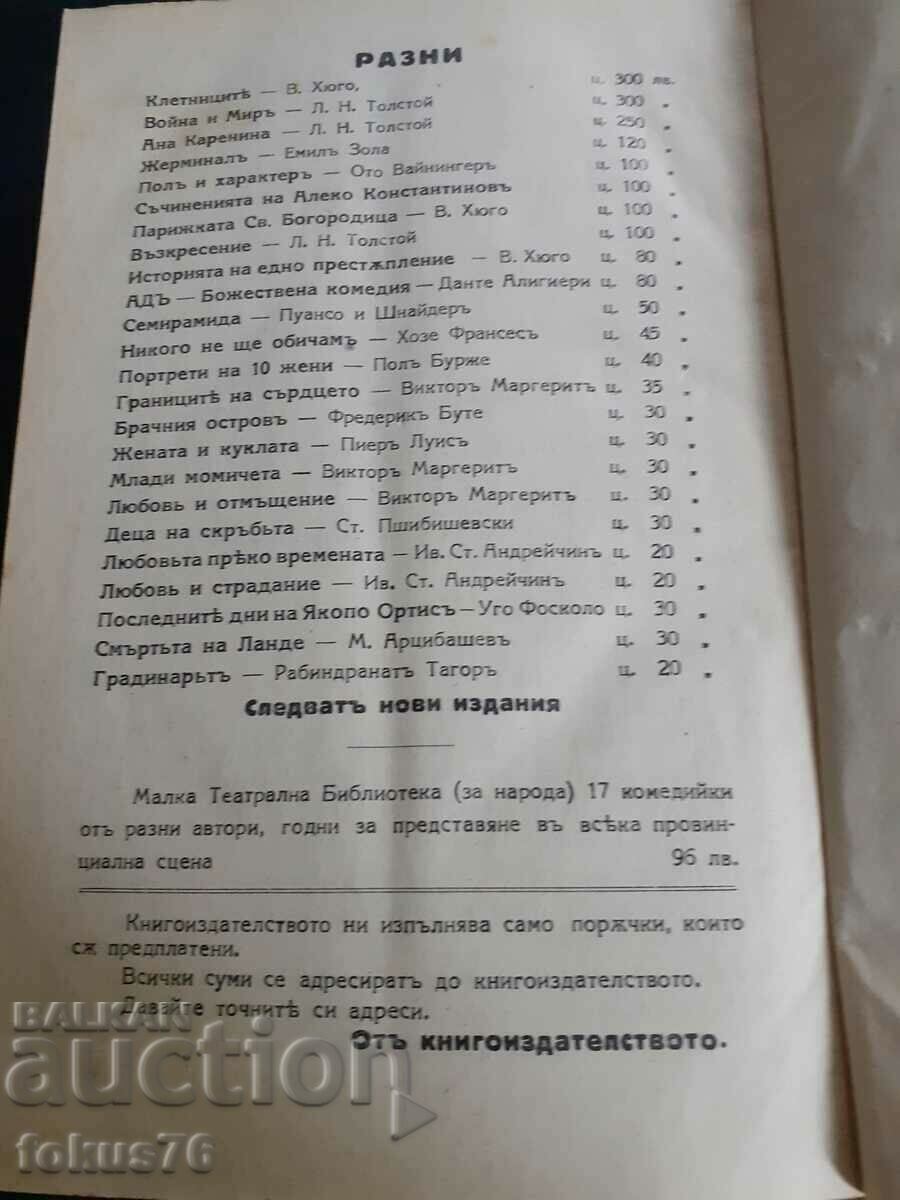 РАЗНИ
Клетницитѣ — В. Хюго, ц. 300 лв.
Война и Миръ — Л. Н. Толстой ц. 300 „
Ана Каренина — Л. Н. Толстой ц. 250 „
Жерминалъ — Емилъ Зола ц. 120 „
Полъ и характеръ — Ото Вайнингеръ ц. 100 „
Съчиненията на Алеко Константиновъ ц. 100 „
Парижката Св. Богородица — В. Хюго ц. 100 „
Възкресение — Л. Н. Толстой ц. 100 „
Историята на едно престѫпление — В. Хюго ц. 80 „
АДЪ — Божествена комедия — Данте Алигиери ц. 80 „
Семирамида — Пуансо и Шнайдеръ ц. 50 „
Никого не ще обичамъ — Хозе Франсесъ ц. 45 „
Портрети на 10 жени — Полъ Бурже ц. 40 „
Границитѣ на сърдцето — Викторъ Маргеритъ ц. 35 „
Брачния островъ — Фредерикъ Буте ц. 30 „
Жената и куклата — Пиеръ Луисъ ц. 30 „
Млади момичета — Викторъ Маргеритъ ц. 30 „
Любовь и отмъщение — Викторъ Маргеритъ ц. 30 „
Деца на скръбьта — Ст. Пшибишевски ц. 30 „
Любовьта прѣко времената — Ив. Ст. Андрейчинъ ц. 20 „
Любовь и страдание — Ив. Ст. Андрейчинъ ц. 20 „
Последнитѣ дни на Якопо Ортисъ — Уго Фосколо ц. 30 „
Смъртьта на Ланде — М. Арцибашевъ ц. 30 „
Градинарьтъ — Рабиндранатъ Тагоръ ц. 20 „
Следватъ нови издания
Малка Театрална Библиотека (за народа) 17 комедийки
отъ разни автори, годни за представяне въ всѣка провин-
циална сцена 96 лв.
Книгоиздателството ни изпълнява само порѫчки, които
сѫ предплатени.
Всички суми се адресиратъ до книгоиздателството.
Давайте точнитѣ си адреси.
Отъ книгоиздателството.
BALKAN
auction
fokus76